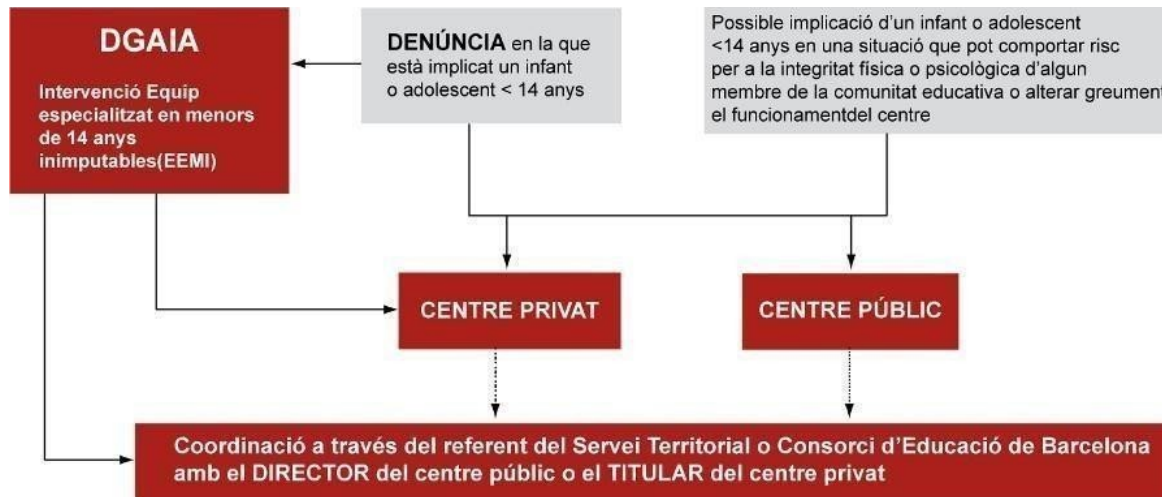 DGAIA
Intervenció Equip
especialitzat en menors
de 14 anys
inimputables(EEMI)
DENÚNCIA en la que
està implicat un infant
o adolescent < 14 anys
Possible implicació d’un infant o adolescent
<14 anys en una situació que pot comportar risc
per a la integritat física o psicològica d’algun
membre de la comunitat educativa o alterar greument
el funcionamentdel centre
CENTRE PRIVAT
CENTRE PÚBLIC
Coordinació a través del referent del Servei Territorial o Consorci d’Educació de Barcelona
amb el DIRECTOR del centre públic o el TITULAR del centre privat